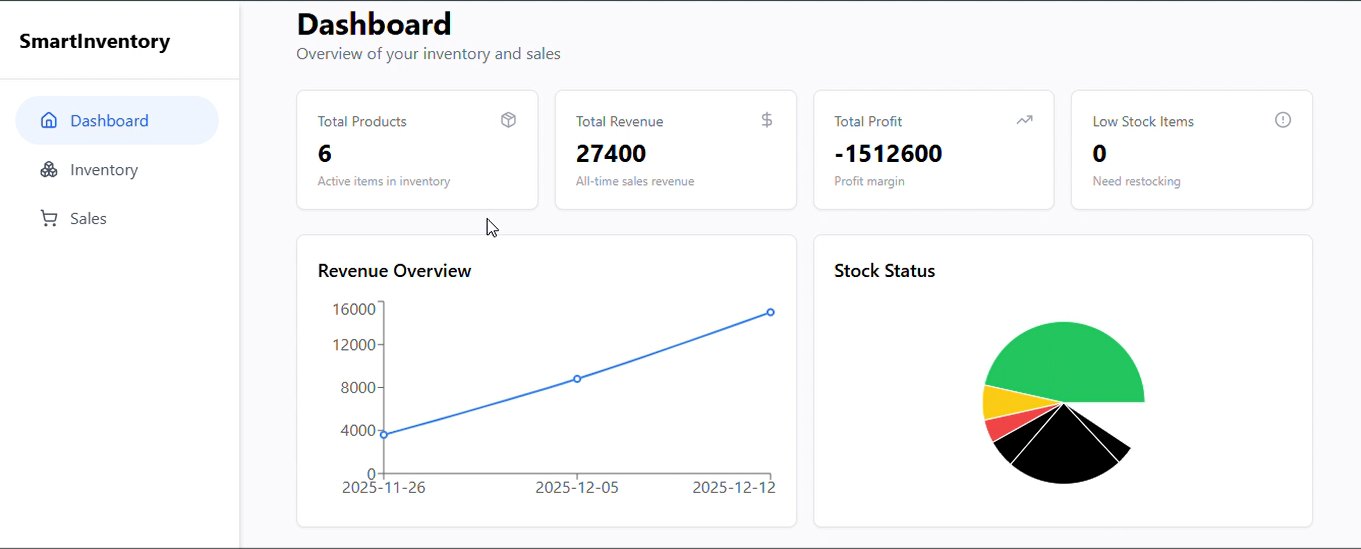 SmartInventory
Dashboard
Inventory
Sales
Dashboard
Overview of your inventory and sales
Total Products
6
Active items in inventory
Total Revenue
27400
All-time sales revenue
Total Profit
-1512600
Profit margin
Low Stock Items
0
Need restocking
Revenue Overview
16000
12000
8000
4000
0
2025-11-26 2025-12-05 2025-12-12
Stock Status